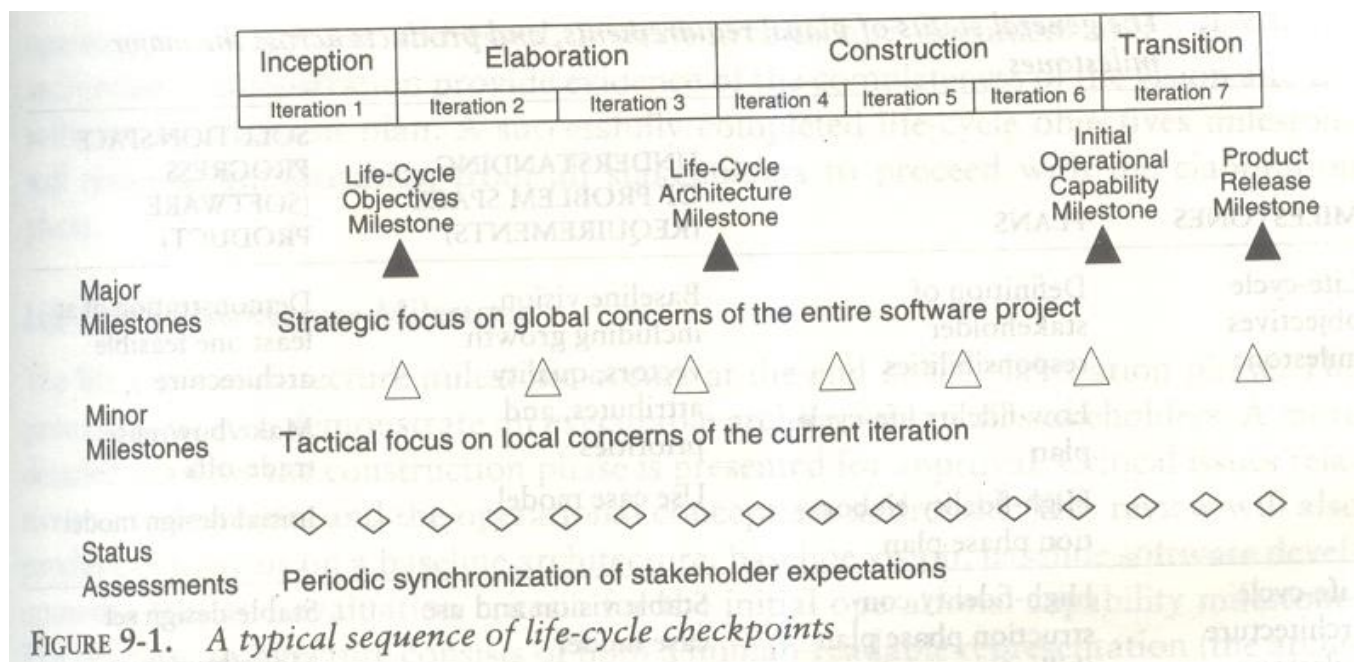 Inception Elaboration Construction Transition
Iteration 1 Iteration 2 Iteration 3 Iteration 4 Iteration 5 Iteration 6 Iteration 7
Life-Cycle
Objectives
Milestone
Life-Cycle
Architecture
Milestone
Initial
Operational
Capability
Milestone
Product
Release
Milestone
Major
Milestones
Strategic focus on global concerns of the entire software project
Minor
Milestones
Tactical focus on local concerns of the current iteration
Status
Assessments
Periodic synchronization of stakeholder expectations
FIGURE 9-1. A typical sequence of life-cycle checkpoints